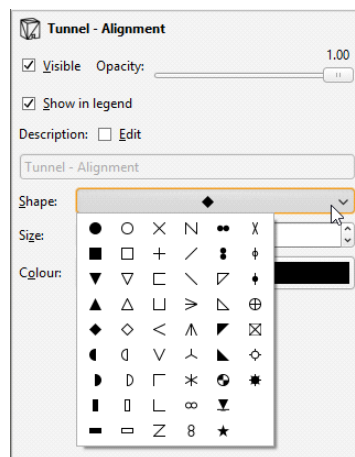 Tunnel - Alignment
1.00
Visible Opacity:
Show in legend
Description: Edit
Tunnel - Alignment
Shape:
Size:
Colour: